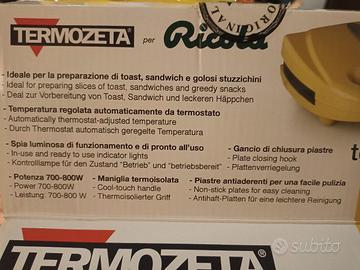 TERMOZETA® per Ricola
ORIGINAL
- Ideale per la preparazione di toast, sandwich e golosi stuzzichini
- Ideal for preparing slices of toast, sandwiches and greedy snacks
- Deal zur Vorbereitung von Toast, Sandwich und leckeren Häppchen
- Temperatura regolata automaticamente da termostato
- Automatically thermostat-adjusted temperature
- Durch Thermostat automatisch geregelte Temperatur
- Spia luminosa di funzionamento e di pronto all'uso
- In-use and ready to use indicator lights
- Kontrolllampe für den Zustand "Betrieb" und "betriebsbereit"
- Gancio di chiusura piastre
- Plate closing hook
- Plattenverriegelung
- Potenza 700-800W
- Power 700-800W
- Leistung: 700-800 W
- Maniglia termoisolata
- Cool-touch handle
- Thermoisolierter Griff
- Piastre antiaderenti per una facile pulizia
- Non-stick plates for easy cleaning
- Antihaft-Platten für eine leichtere Reinigung
TERMOZETA®
subito